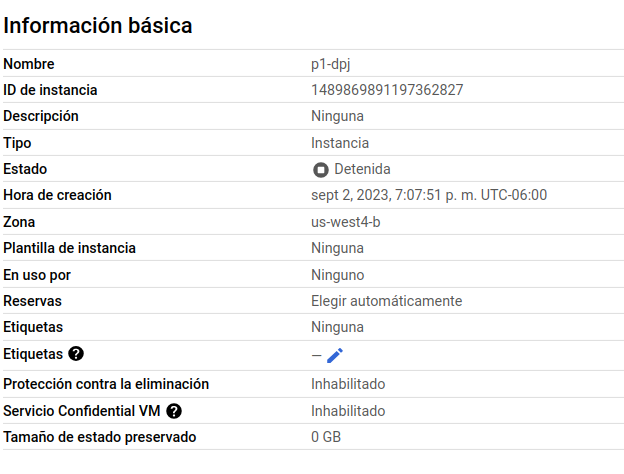 Información básica
Nombre p1-dpj
ID de instancia 1489869891197362827
Descripción Ninguna
Tipo Instancia
Estado Detenida
Hora de creación sept 2, 2023, 7:07:51 p. m. UTC-06:00
Zona us-west4-b
Plantilla de instancia Ninguna
En uso por Ninguno
Reservas Elegir automáticamente
Etiquetas Ninguna
Etiquetas ? —
Protección contra la eliminación Inhabilitado
Servicio Confidential VM ? Inhabilitado
Tamaño de estado preservado 0 GB